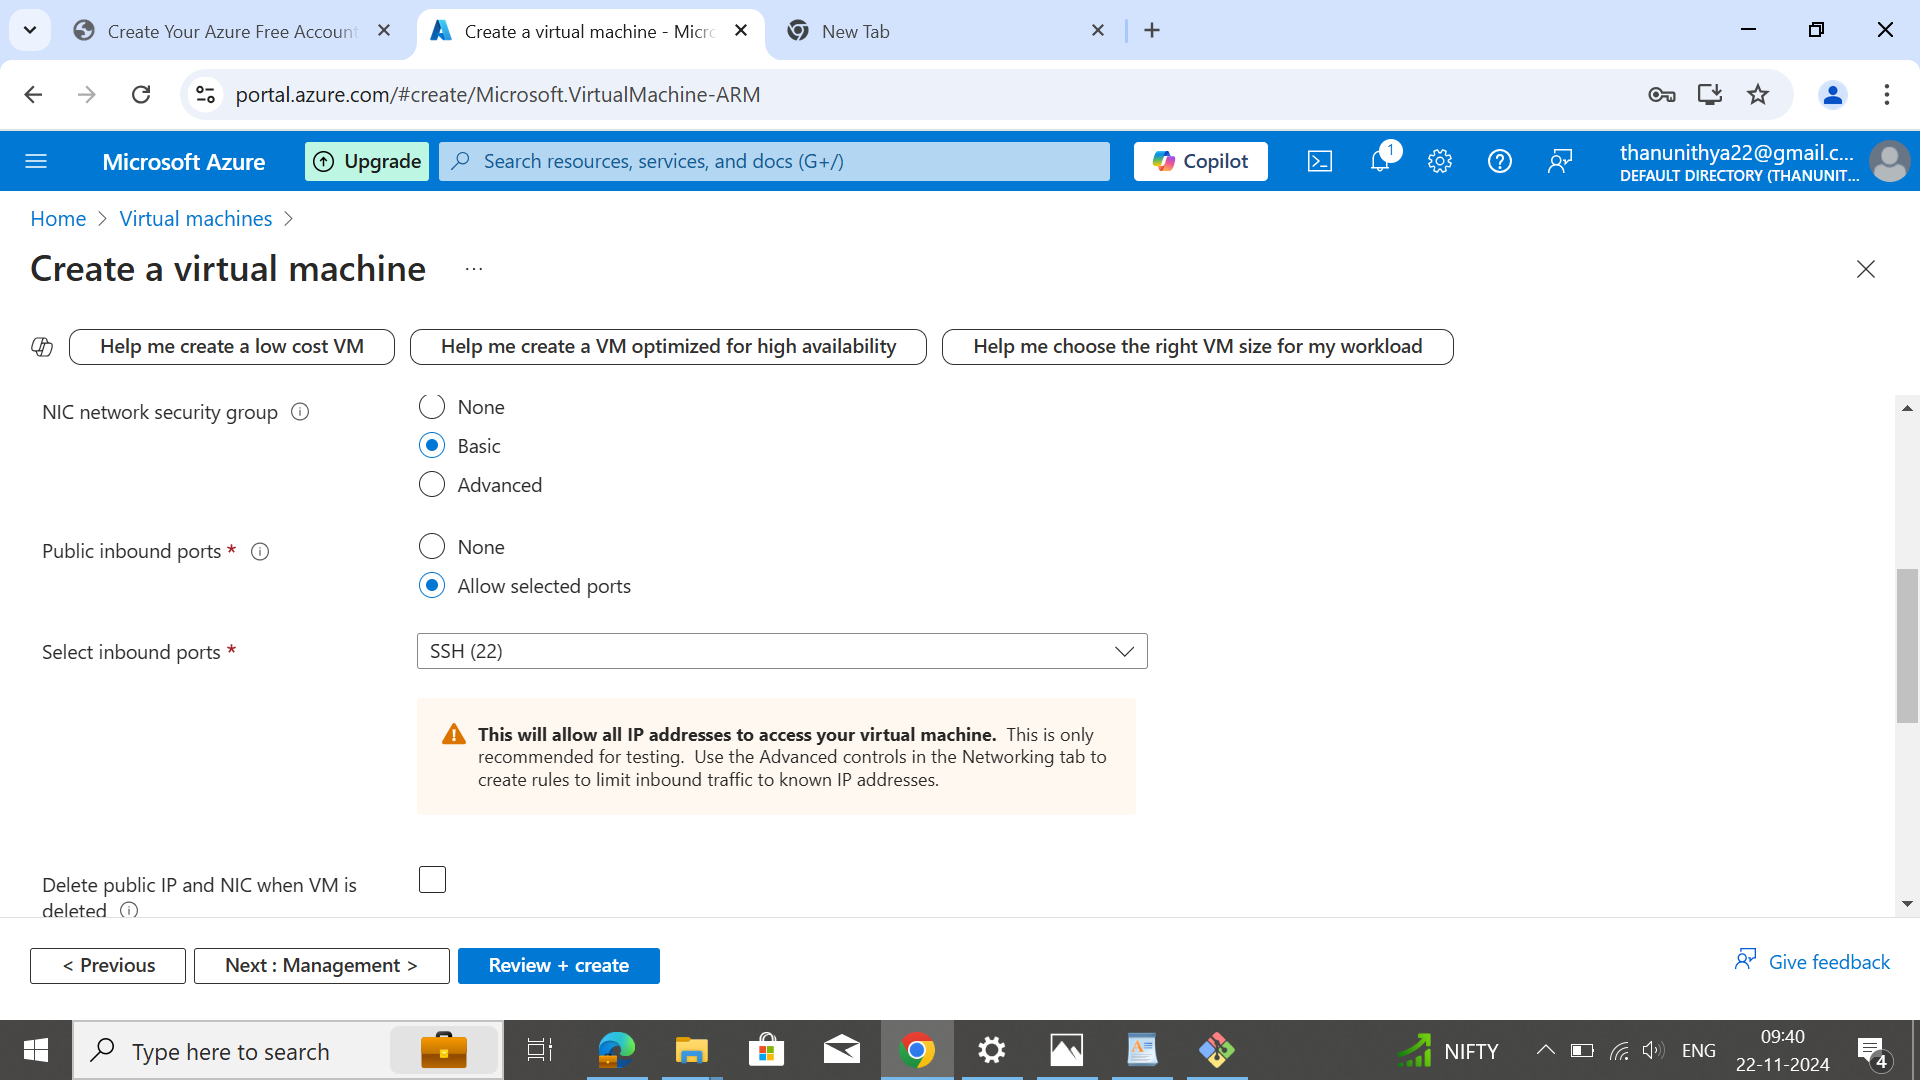 Create Your Azure Free Account
Create a virtual machine - Micro
New Tab
portal.azure.com/#create/Microsoft.VirtualMachine-ARM
Microsoft Azure
Upgrade
Search resources, services, and docs (G+/)
Copilot
1
thanunithya22@gmail.c...
DEFAULT DIRECTORY (THANUNIT...
Home > Virtual machines >
Create a virtual machine ...
Help me create a low cost VM
Help me create a VM optimized for high availability
Help me choose the right VM size for my workload
NIC network security group
None
Basic
Advanced
Public inbound ports *
None
Allow selected ports
Select inbound ports *
SSH (22)
This will allow all IP addresses to access your virtual machine. This is only
recommended for testing. Use the Advanced controls in the Networking tab to
create rules to limit inbound traffic to known IP addresses.
Delete public IP and NIC when VM is
deleted
< Previous
Next : Management >
Review + create
Give feedback
Type here to search
NIFTY
ENG
09:40
22-11-2024
4